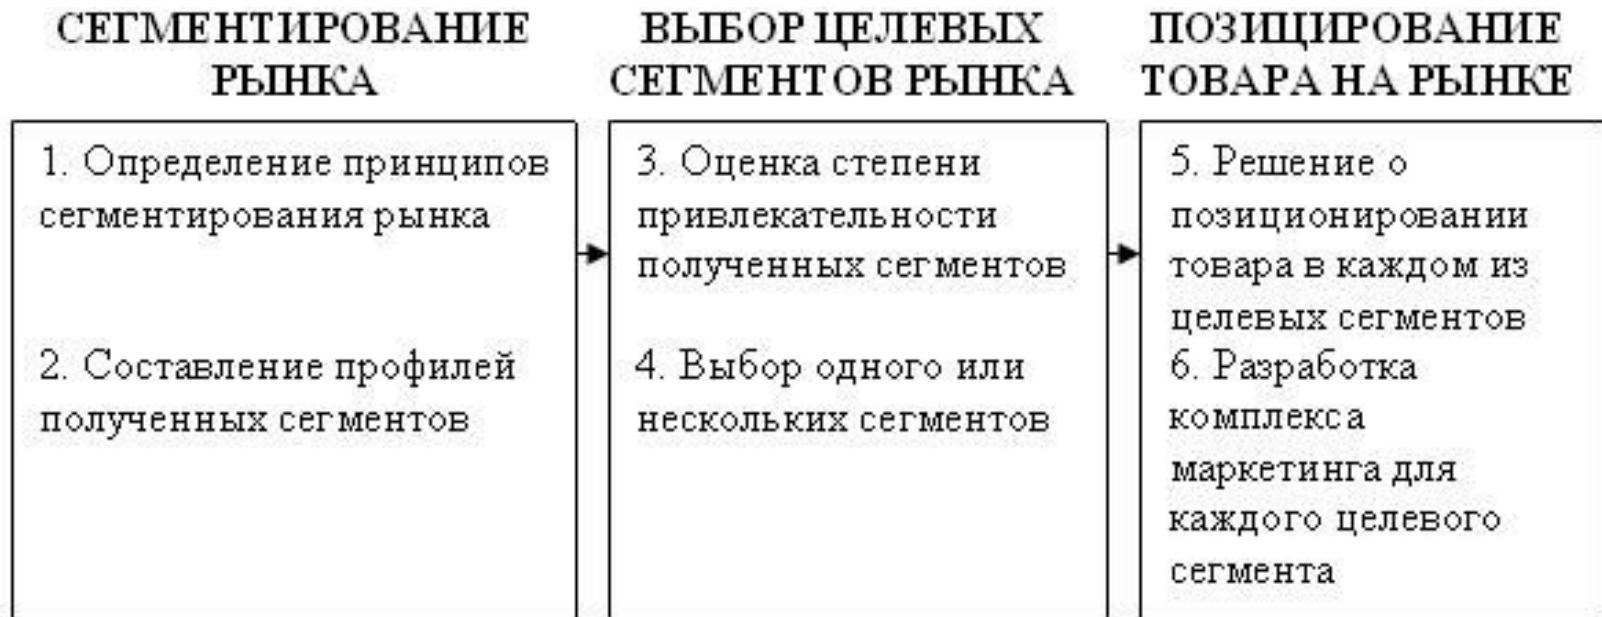 СЕГМЕНТИРОВАНИЕ
РЫНКА
1. Определение принципов
сегментирования рынка
2. Составление профилей
полученных сегментов
ВЫБОР ЦЕЛЕВЫХ
СЕГМЕНТОВ РЫНКА
3. Оценка степени
привлекательности
полученных сегментов
4. Выбор одного или
нескольких сегментов
ПОЗИЦИРОВАНИЕ
ТОВАРА НА РЫНКЕ
5. Решение о
позиционировании
товара в каждом из
целевых сегментов
6. Разработка
комплекса
маркетинга для
каждого целевого
сегмента